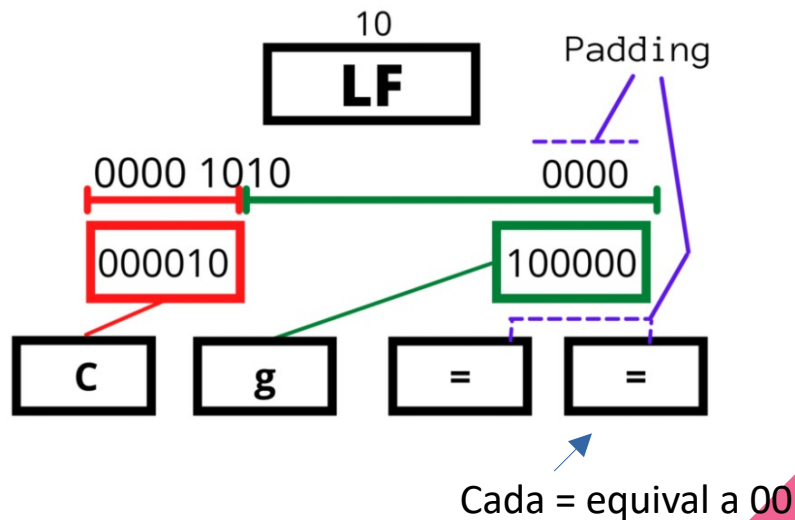 10
Padding
LF
0000 1010 0000
000010 100000
C g = =
Cada = equival a 00